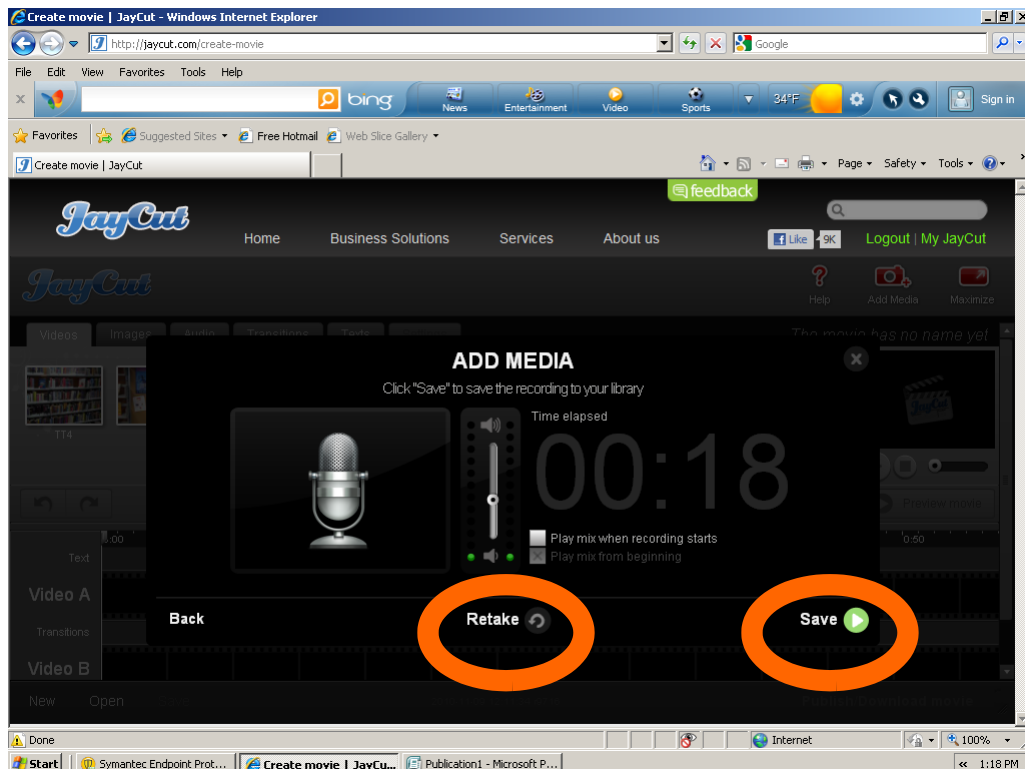 Create movie | JayCut - Windows Internet Explorer
http://jaycut.com/create-movie
Google
File Edit View Favorites Tools Help
bing News Entertainment Video Sports 34°F Sign in
Favorites Suggested Sites Free Hotmail Web Slice Gallery
Create movie | JayCut Page Safety Tools
feedback
JayCut
Home Business Solutions Services About us Like 9K Logout | My JayCut
JayCut Help Add Media Maximize
Videos Images Audio Transitions Texts The movie has no name yet
ADD MEDIA
Click "Save" to save the recording to your library
Time elapsed
TT4
00:18
Preview movie
Play mix when recording starts
0:50
Text
Play mix from beginning
Video A
Back Retake Save
Transitions
Video B
New Open
Done Internet 100%
Start Symantec Endpoint Prot... Create movie | JayCu... Publication1 - Microsoft P... 1:18 PM